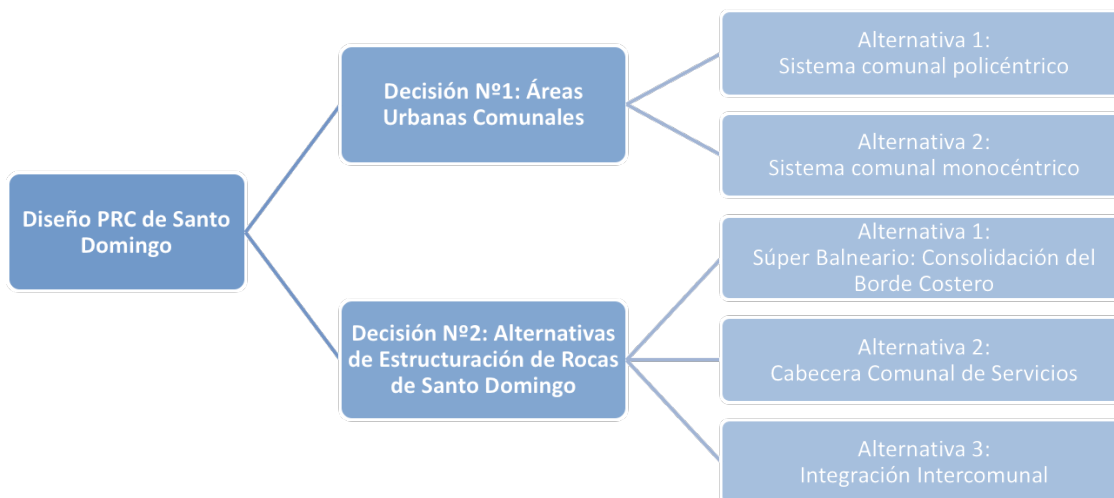 Diseño PRC de Santo
Domingo
Decisión Nº1: Áreas
Urbanas Comunales
Alternativa 1:
Sistema comunal policéntrico
Alternativa 2:
Sistema comunal monocéntrico
Decisión Nº2: Alternativas
de Estructuración de Rocas
de Santo Domingo
Alternativa 1:
Súper Balneario: Consolidación del
Borde Costero
Alternativa 2:
Cabecera Comunal de Servicios
Alternativa 3:
Integración Intercomunal